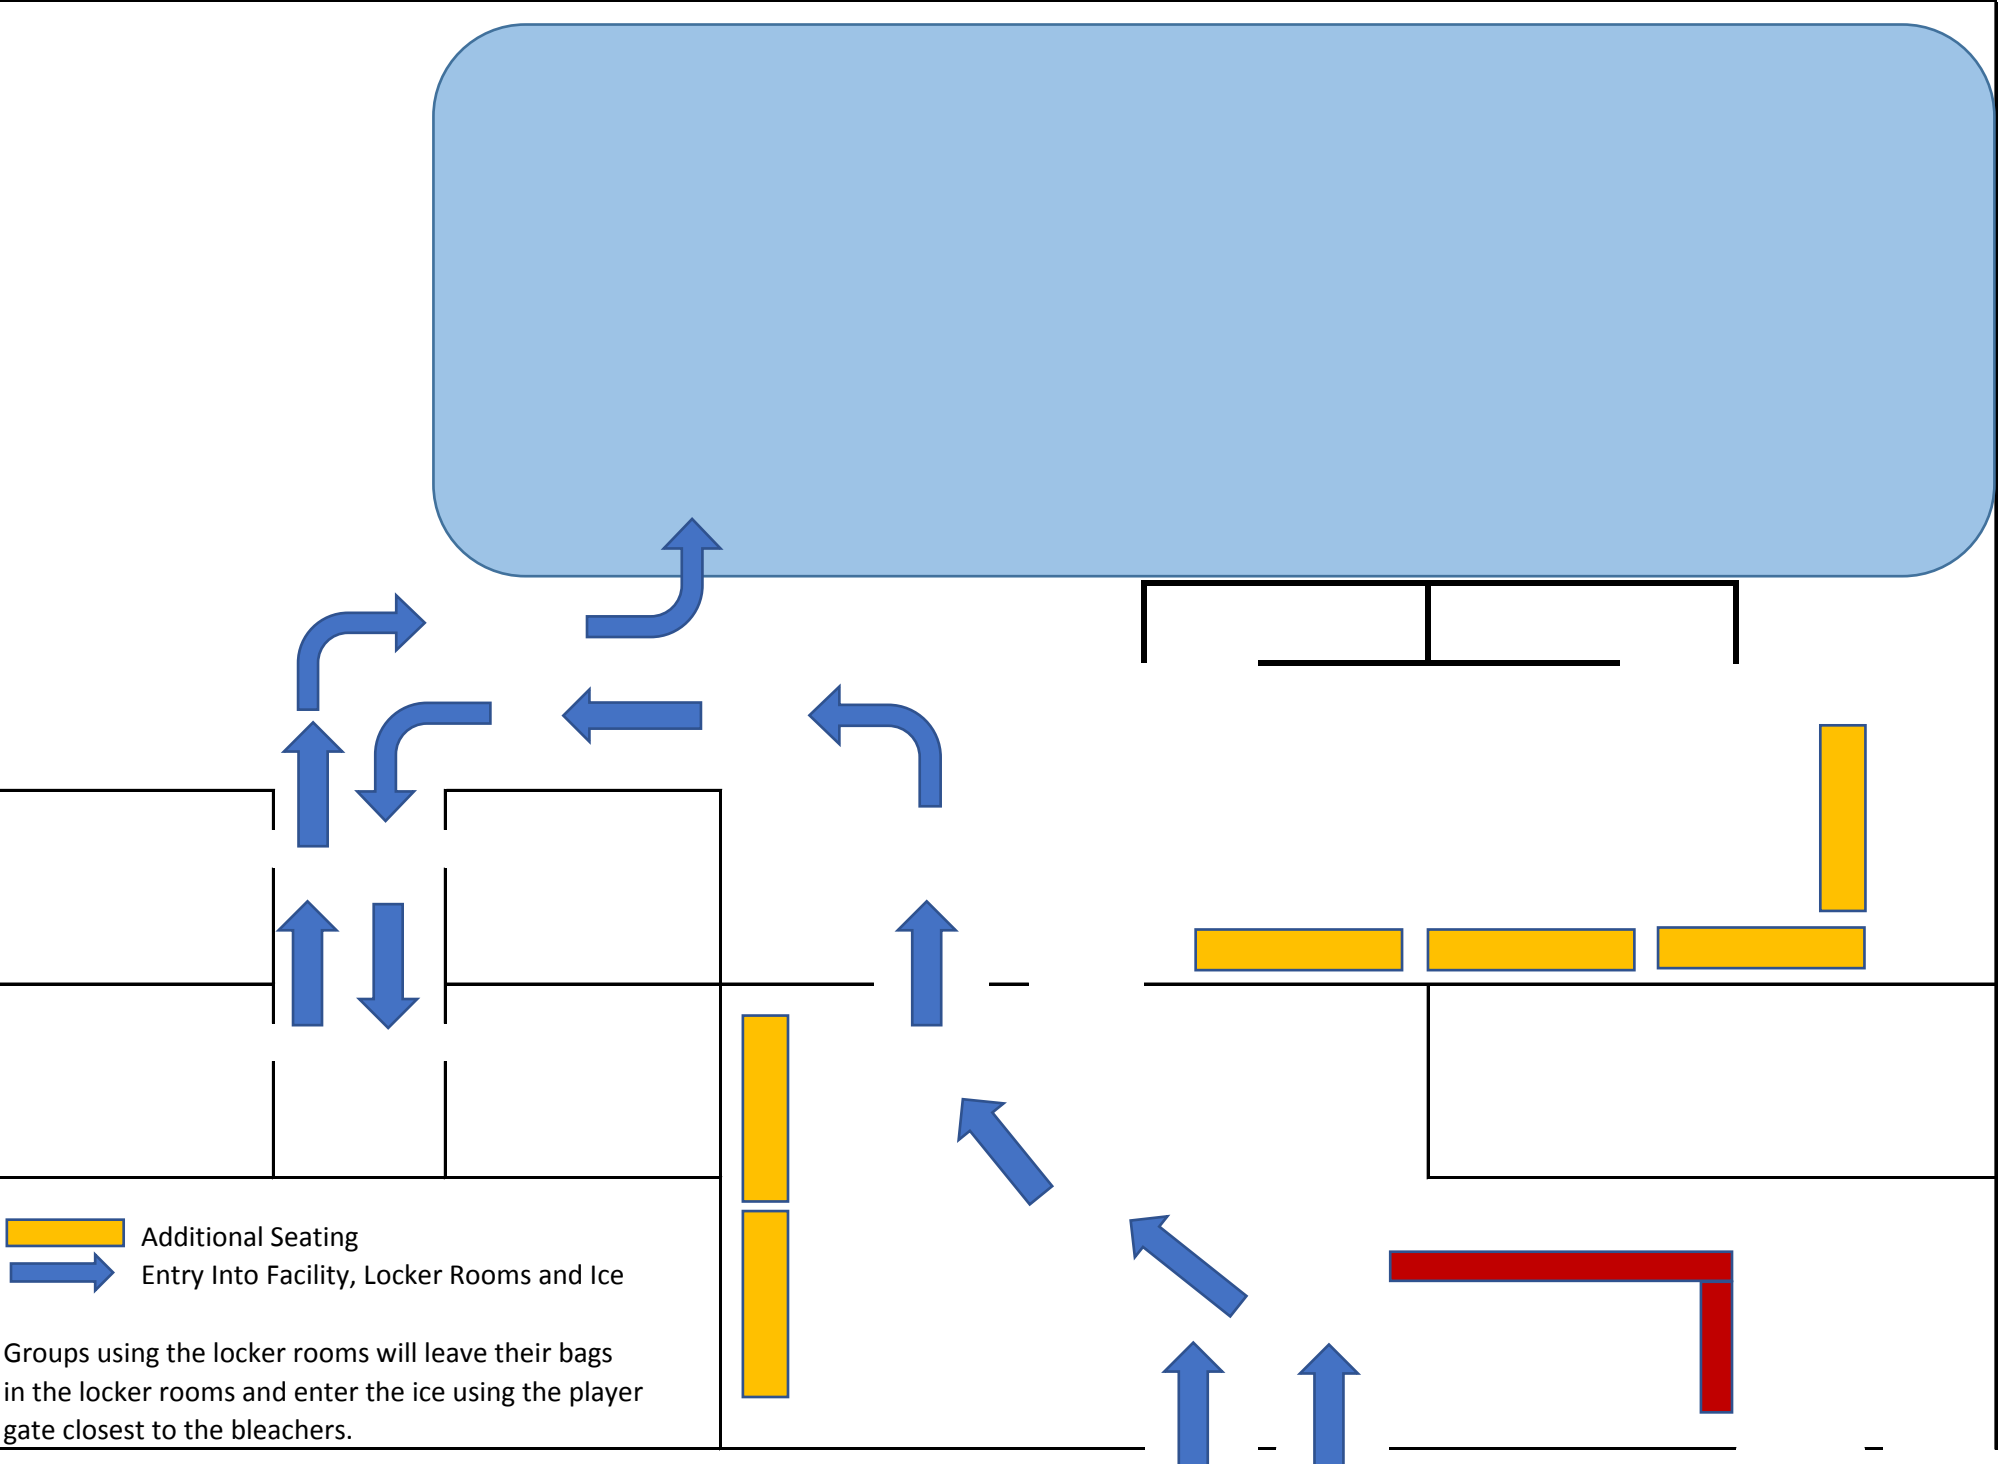 Additional Seating
Entry Into Facility, Locker Rooms and Ice
Groups using the locker rooms will leave their bags
in the locker rooms and enter the ice using the player
gate closest to the bleachers.